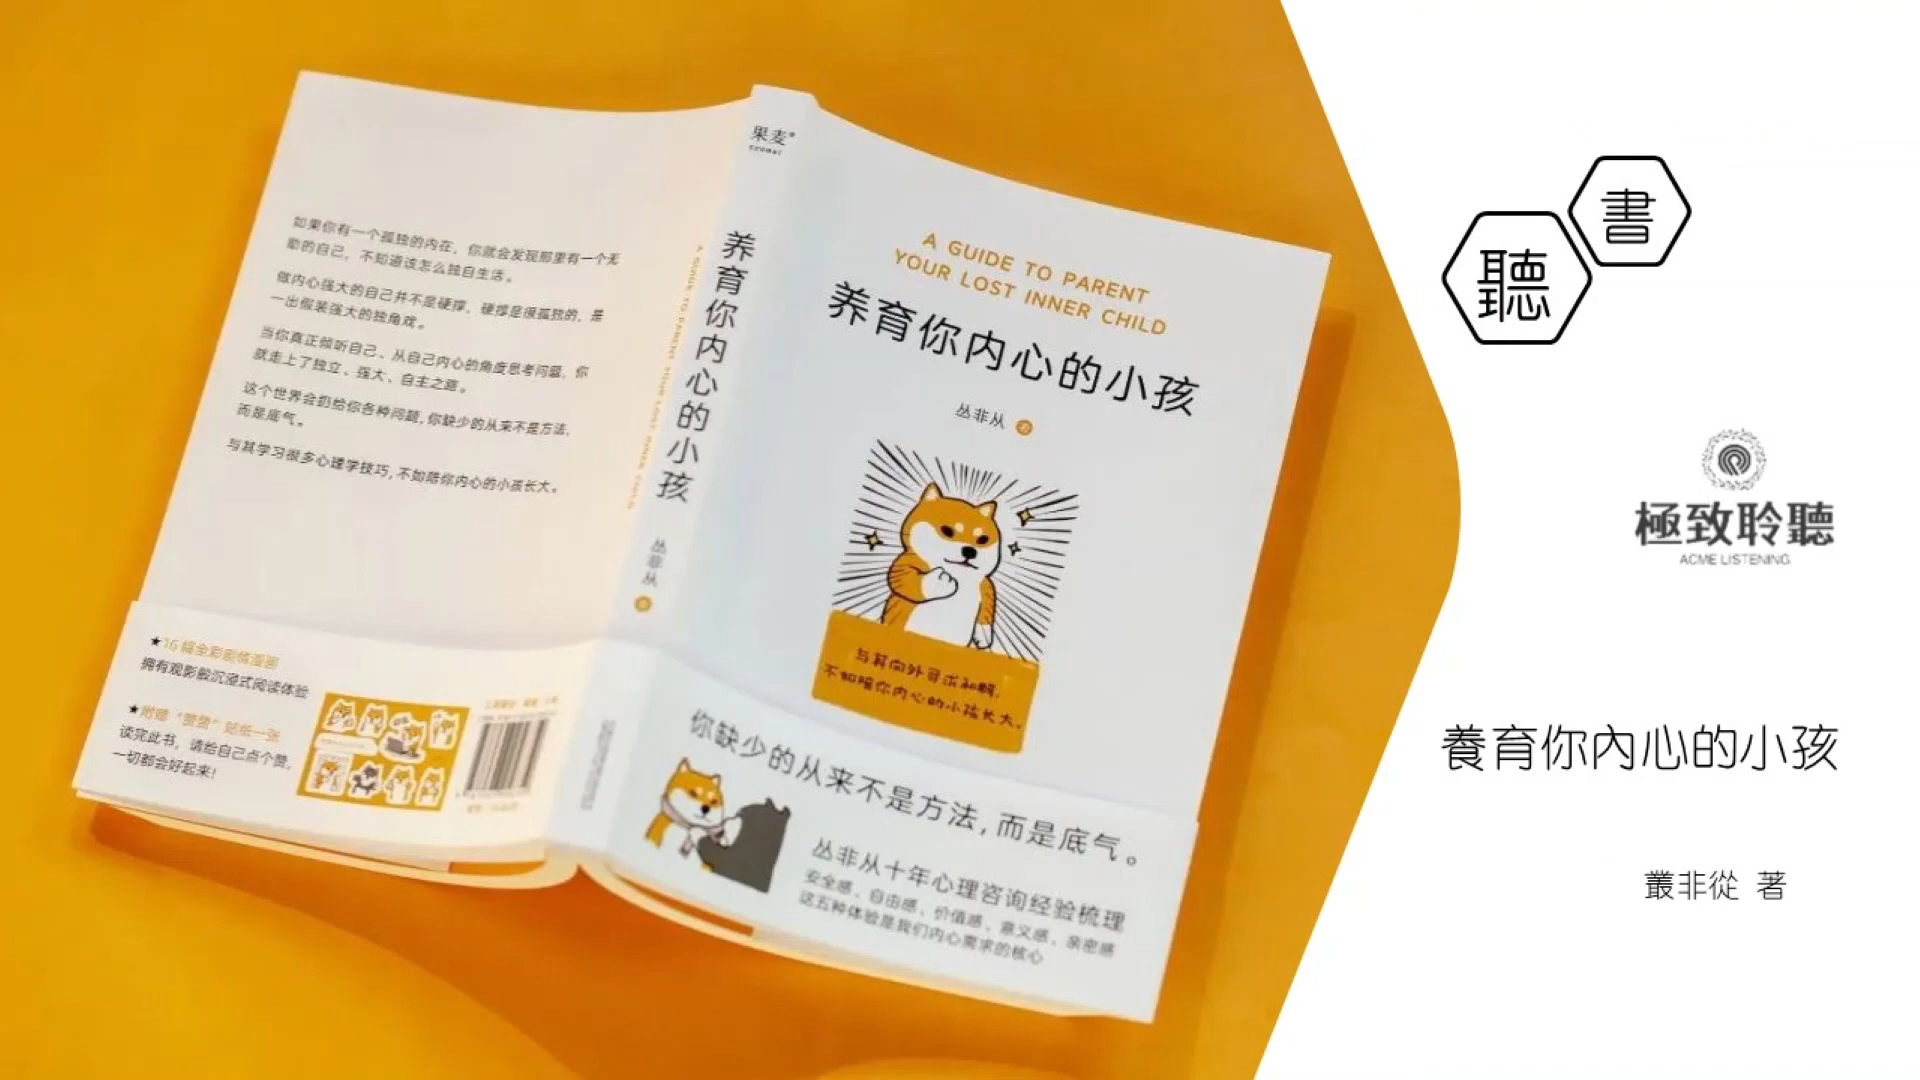 如果你有一个孤独的内在，你就会发现那里有一个无
助的自己，不知道该怎么独自生活。
做内心强大的自己并不是硬撑，硬撑是很孤独的，是
一出假装强大的独角戏。
当你真正倾听自己、从自己内心的角度思考问题，你
就走上了独立、强大、自主之路。
这个世界会扔给你各种问题，你缺少的从来不是方法，
而是底气。
与其学习很多心理学技巧，不如陪你内心的小孩长大。
★16幅全彩剧情漫画
拥有观影般沉浸式阅读体验
★附赠“赞赞”贴纸一张
读完此书，请给自己点个赞，
一切都会好起来！
果麦
养育你内心的小孩
A GUIDE TO PARENT YOUR LOST INNER CHILD
丛非从
A GUIDE TO PARENT
YOUR LOST INNER CHILD
养育你内心的小孩
丛非从 著
与其向外寻求和解，
不如陪你内心的小孩长大。
你缺少的从来不是方法，而是底气。
丛非从十年心理咨询经验梳理
安全感、自由感、价值感、意义感、亲密感
这五种体验是我们内心需求的核心
聽書
極致聆聽
ACME LISTENING
養育你內心的小孩
叢非從 著